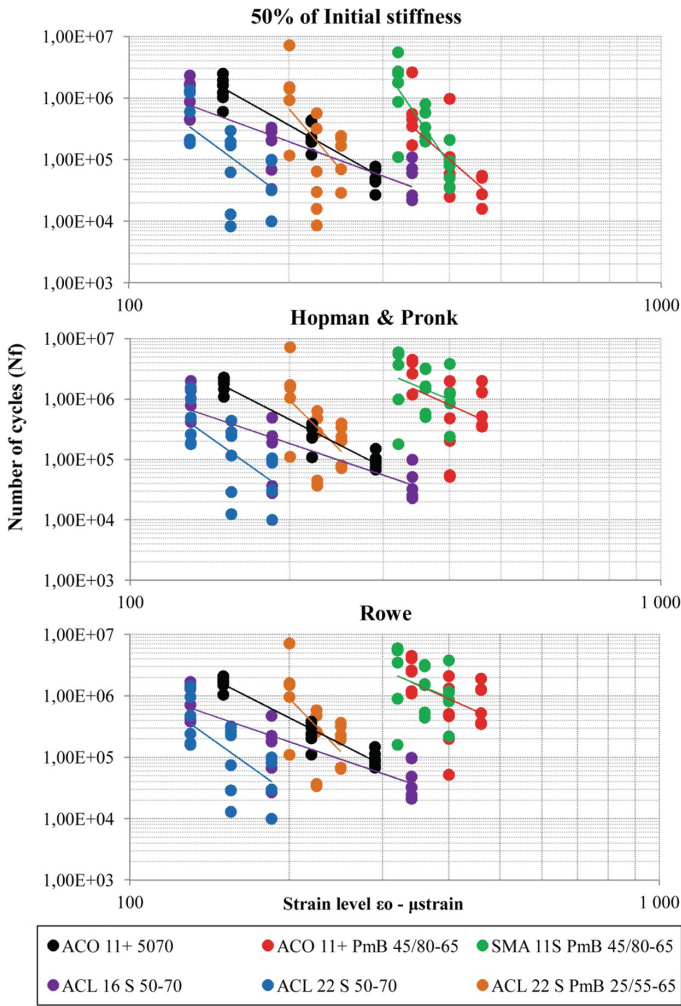 50% of Initial stiffness
1,00E+07
1,00E+06
1,00E+05
1,00E+04
1,00E+03
100 1000
Hopman & Pronk
1,00E+07
1,00E+06
1,00E+05
1,00E+04
1,00E+03
100 1 000
Number of cycles (Nf)
Rowe
1,00E+07
1,00E+06
1,00E+05
1,00E+04
1,00E+03
100 Strain level εo - µstrain 1 000
ACO 11+ 5070 ACO 11+ PmB 45/80-65 SMA 11S PmB 45/80-65
ACL 16 S 50-70 ACL 22 S 50-70 ACL 22 S PmB 25/55-65